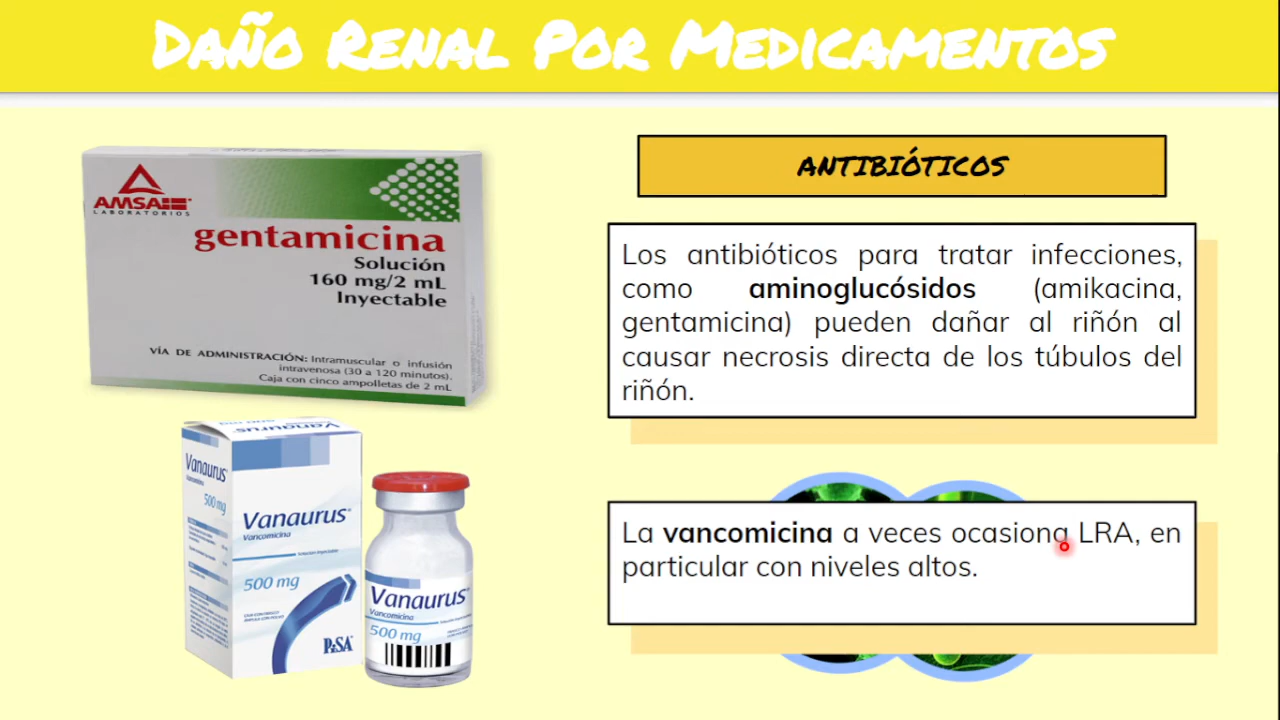 Daño Renal Por Medicamentos
AMSA
LABORATORIOS
gentamicina
Solución
160 mg/2 mL
Inyectable
VÍA DE ADMINISTRACIÓN: Intramuscular o infusión
intravenosa (30 a 120 minutos).
Caja con cinco ampolletas de 2 mL
ANTIBIÓTICOS
Los antibióticos para tratar infecciones,
como aminoglucósidos (amikacina,
gentamicina) pueden dañar al riñón al
causar necrosis directa de los túbulos del
riñón.
Vanaurus
Vanaurus
500 mg
Vanaurus
Vancomicina
Solución Inyectable
500 mg
PiSA
Vanaurus
Vancomicina
500 mg
La vancomicina a veces ocasiona LRA, en
particular con niveles altos.